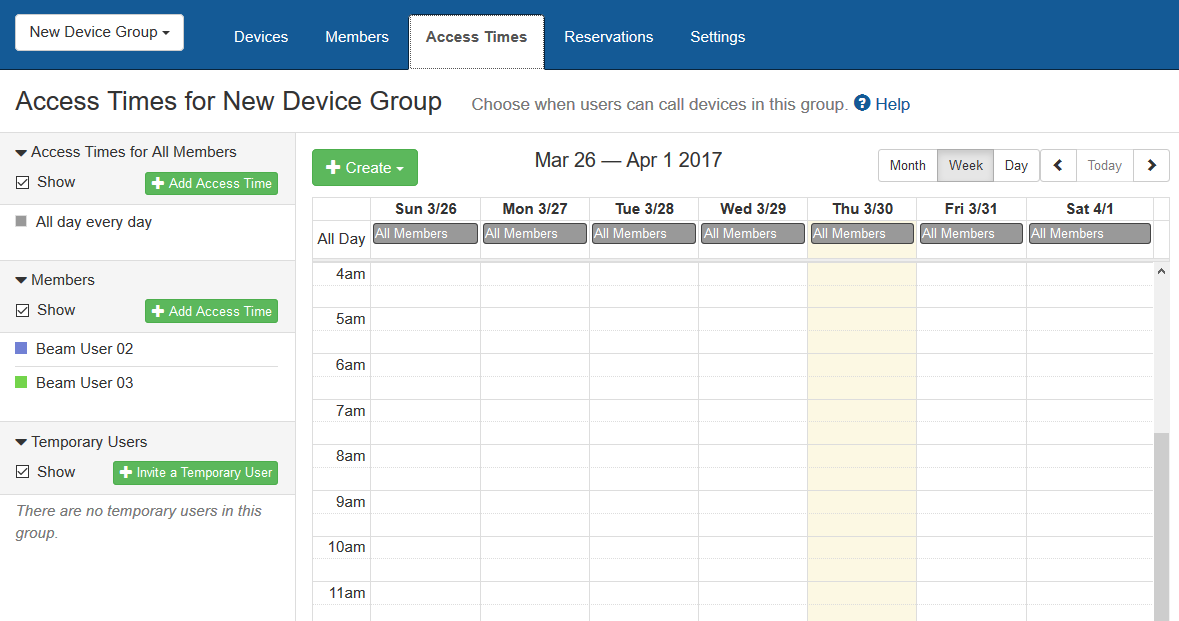 New Device Group
Devices
Members
Access Times
Reservations
Settings
Access Times for New Device Group
Choose when users can call devices in this group.
Help
Access Times for All Members
Show
Add Access Time
All day every day
Members
Show
Add Access Time
Beam User 02
Beam User 03
Temporary Users
Show
Invite a Temporary User
There are no temporary users in this
group.
Create
Mar 26 — Apr 1 2017
Month
Week
Day
Today
Sun 3/26
Mon 3/27
Tue 3/28
Wed 3/29
Thu 3/30
Fri 3/31
Sat 4/1
All Day
All Members
All Members
All Members
All Members
All Members
All Members
All Members
4am
5am
6am
7am
8am
9am
10am
11am